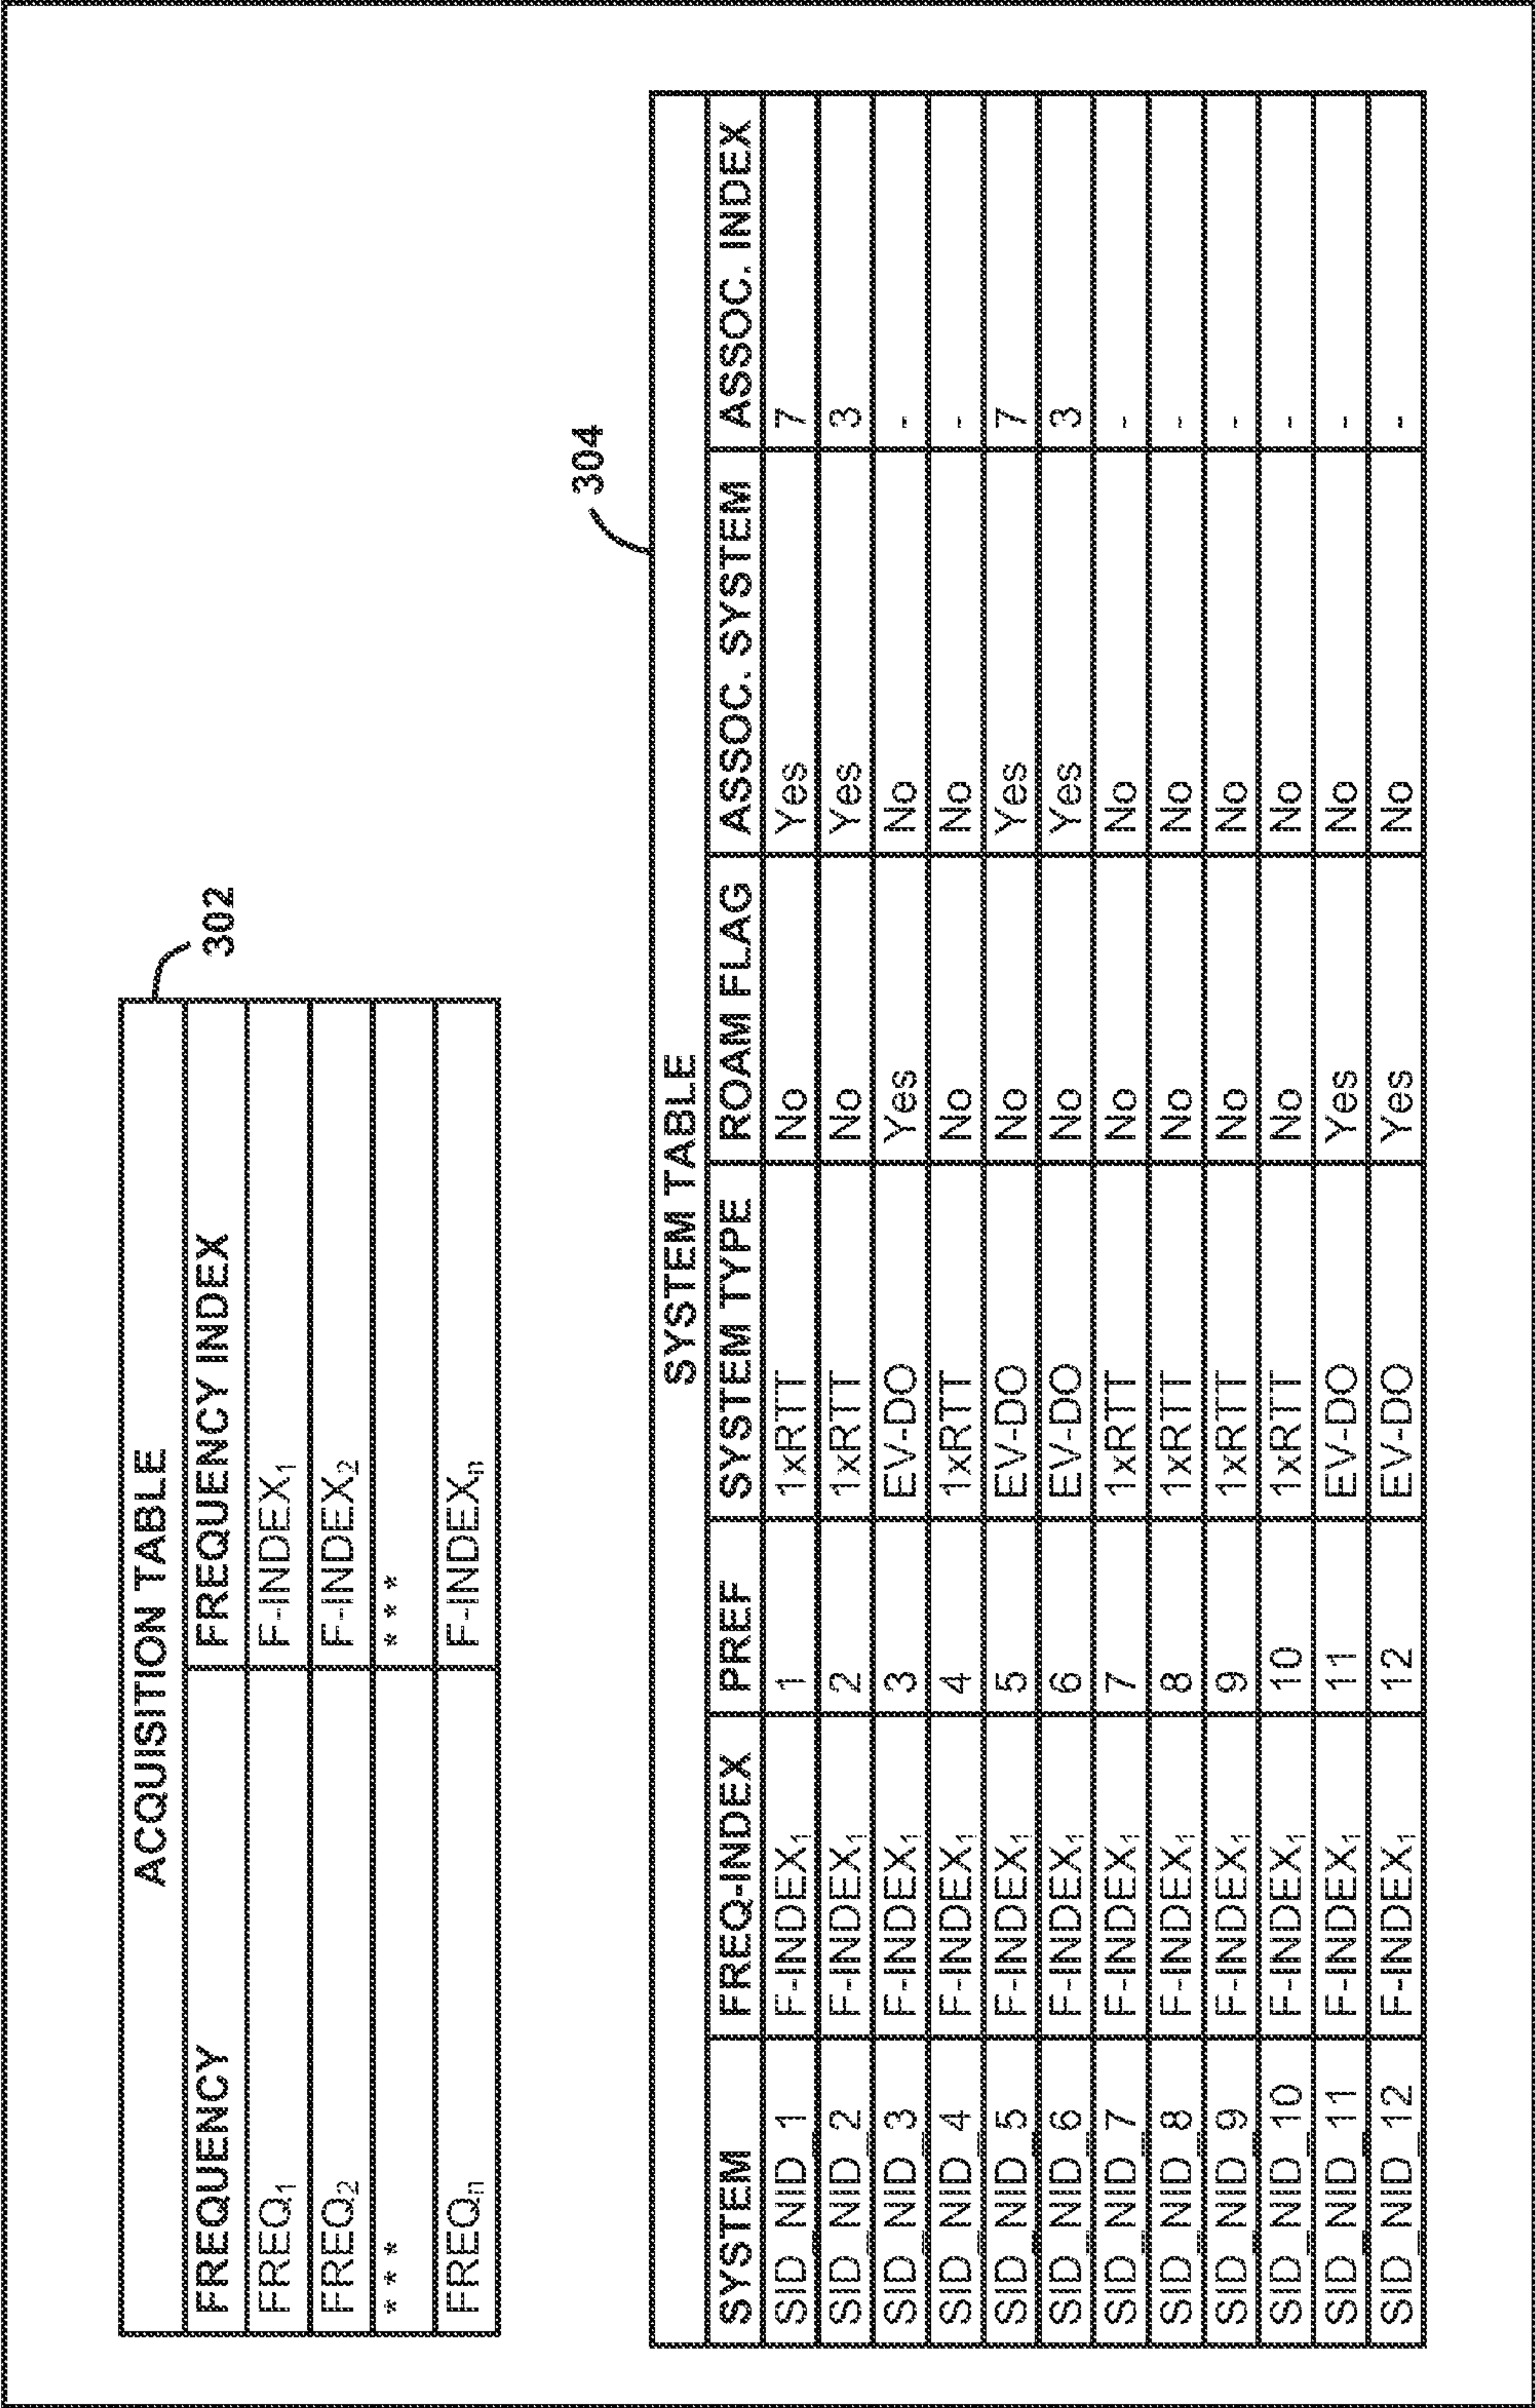 ACQUISITION TABLE
302
FREQUENCY FREQUENCY INDEX
FREQ₁ F-INDEX₁
FREQ₂ F-INDEX₂
*** ***
FREQₙ F-INDEXₙ
304
SYSTEM TABLE
SYSTEM FREQ-INDEX PREF SYSTEM TYPE ROAM FLAG ASSOC. SYSTEM ASSOC. INDEX
SID_NID_1 F-INDEX₁ 1 1xRTT No Yes 7
SID_NID_2 F-INDEX₁ 2 1xRTT No Yes 3
SID_NID_3 F-INDEX₁ 3 EV-DO Yes No -
SID_NID_4 F-INDEX₁ 4 1xRTT No No -
SID_NID_5 F-INDEX₁ 5 EV-DO No Yes 7
SID_NID_6 F-INDEX₁ 6 EV-DO No Yes 3
SID_NID_7 F-INDEX₁ 7 1xRTT No No -
SID_NID_8 F-INDEX₁ 8 1xRTT No No -
SID_NID_9 F-INDEX₁ 9 1xRTT No No -
SID_NID_10 F-INDEX₁ 10 1xRTT No No -
SID_NID_11 F-INDEX₁ 11 EV-DO Yes No -
SID_NID_12 F-INDEX₁ 12 EV-DO Yes No -